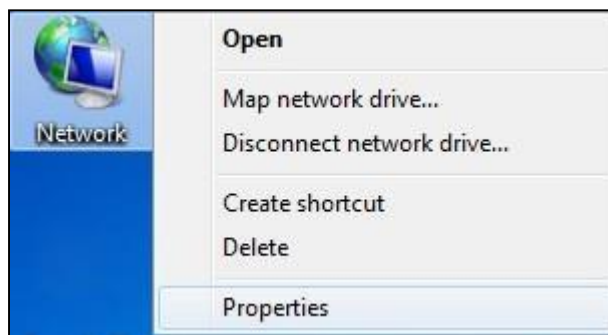 Network
Open
Map network drive...
Disconnect network drive...
Create shortcut
Delete
Properties